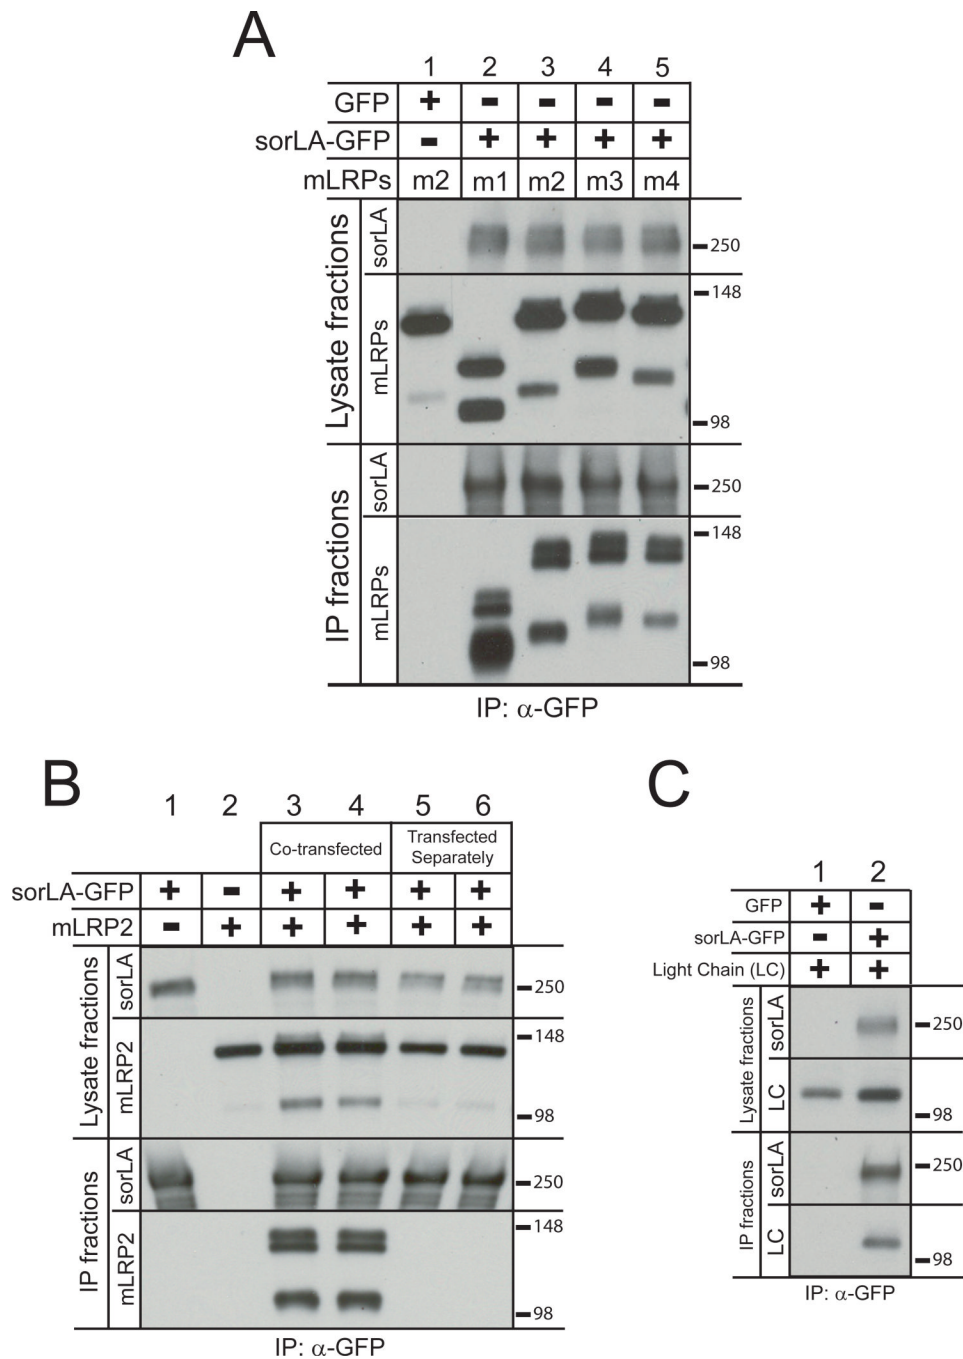 A
1 2 3 4 5
GFP + - - - -
sorLA-GFP - + + + +
mLRPs m2 m1 m2 m3 m4
Lysate fractions
sorLA
250
mLRPs
148
98
IP fractions
sorLA
250
mLRPs
148
98
IP: α-GFP
B
1 2 3 4 5 6
Co-transfected
Transfected
Separately
sorLA-GFP + - + + + +
mLRP2 - + + + + +
Lysate fractions
sorLA
250
mLRP2
148
98
IP fractions
sorLA
250
mLRP2
148
98
IP: α-GFP
C
1 2
GFP + -
sorLA-GFP - +
Light Chain (LC) + +
Lysate fractions
sorLA
250
LC
98
IP fractions
sorLA
250
LC
98
IP: α-GFP